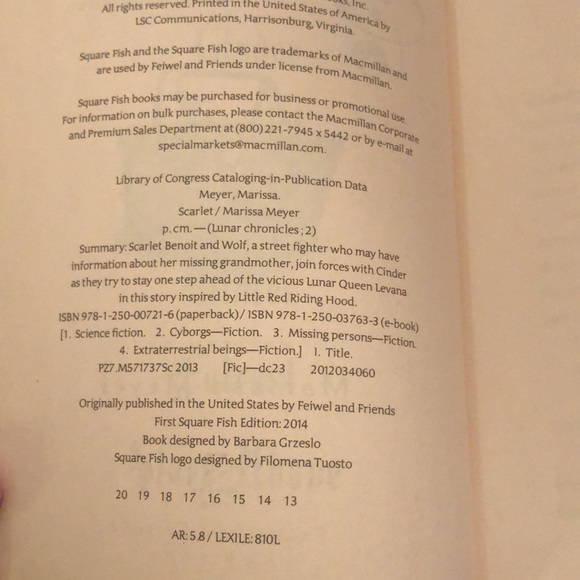 Inc.
All rights reserved. Printed in the United States of America by
LSC Communications, Harrisonburg, Virginia.
Square Fish and the Square Fish logo are trademarks of Macmillan and
are used by Feiwel and Friends under license from Macmillan.
Square Fish books may be purchased for business or promotional use.
For information on bulk purchases, please contact the Macmillan Corporate
and Premium Sales Department at (800) 221-7945 x 5442 or by e-mail at
specialmarkets@macmillan.com.
Library of Congress Cataloging-in-Publication Data
Meyer, Marissa.
Scarlet / Marissa Meyer
p. cm.—(Lunar chronicles ; 2)
Summary: Scarlet Benoit and Wolf, a street fighter who may have
information about her missing grandmother, join forces with Cinder
as they try to stay one step ahead of the vicious Lunar Queen Levana
in this story inspired by Little Red Riding Hood.
ISBN 978-1-250-00721-6 (paperback) / ISBN 978-1-250-03763-3 (e-book)
[1. Science fiction. 2. Cyborgs—Fiction. 3. Missing persons—Fiction.
4. Extraterrestrial beings—Fiction.] I. Title.
PZ7.M571737Sc 2013 [Fic]—dc23 2012034060
Originally published in the United States by Feiwel and Friends
First Square Fish Edition: 2014
Book designed by Barbara Grzeslo
Square Fish logo designed by Filomena Tuosto
20 19 18 17 16 15 14 13
AR: 5.8 / LEXILE: 810L